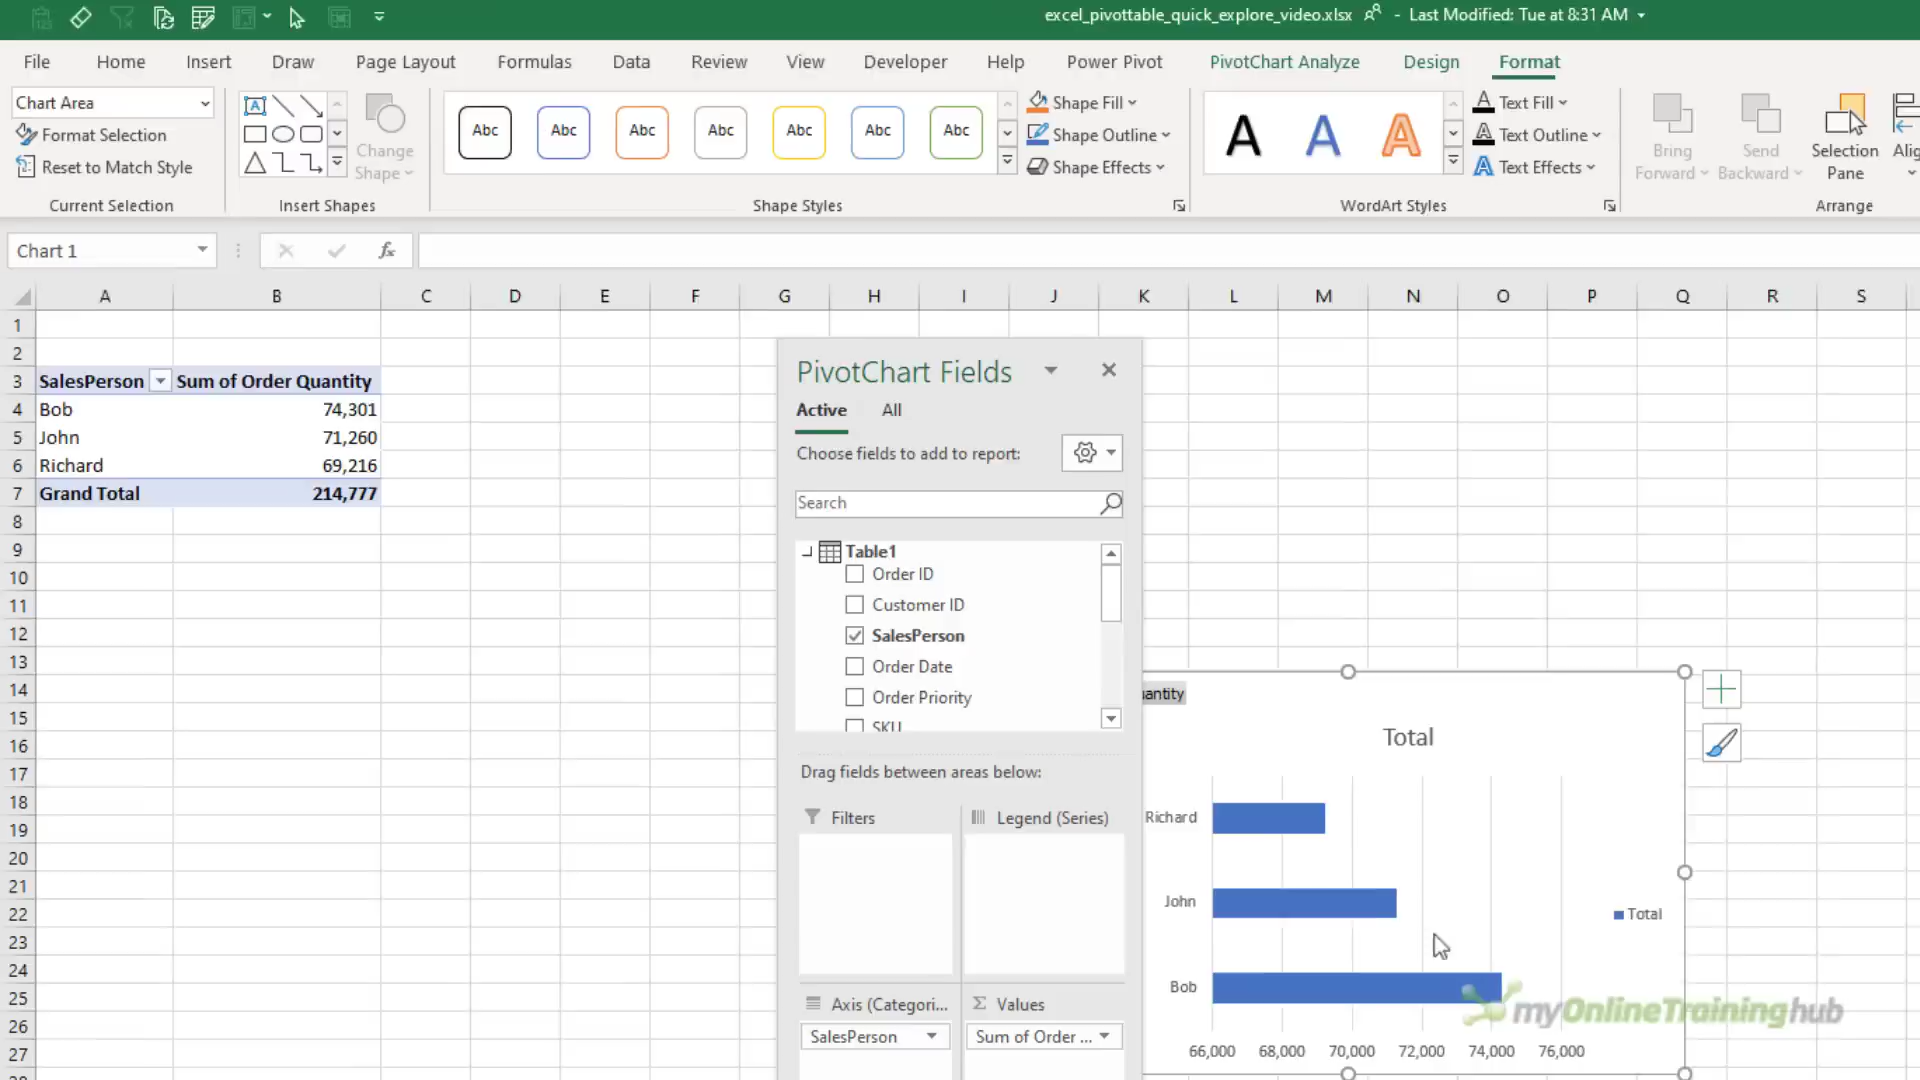 excel_pivottable_quick_explore_video.xlsx - Last Modified: Tue at 8:31 AM
File Home Insert Draw Page Layout Formulas Data Review View Developer Help Power Pivot PivotChart Analyze Design Format
Chart Area
Format Selection
Reset to Match Style
Current Selection
Change
Shape
Insert Shapes
Abc Abc Abc Abc Abc Abc Abc
Shape Fill
Shape Outline
Shape Effects
Shape Styles
A A A
Text Fill
Text Outline
Text Effects
WordArt Styles
Bring
Forward
Send
Backward
Selection
Pane
Arrange
Chart 1 fx
A B C D E F G H I J K L M N O P Q R S
1
2
3 SalesPerson Sum of Order Quantity
4 Bob 74,301
5 John 71,260
6 Richard 69,216
7 Grand Total 214,777
8
9
10
11
12
13
14
15
16
17
18
19
20
21
22
23
24
25
26
27
PivotChart Fields
Active All
Choose fields to add to report:
Search
Table1
Order ID
Customer ID
SalesPerson
Order Date
Order Priority
SKU
Drag fields between areas below:
Filters Legend (Series)
Axis (Categori... Σ Values
SalesPerson Sum of Order ...
antity
Total
Richard
John
Total
Bob
66,000 68,000 70,000 72,000 74,000 76,000
myOnlineTraininghub